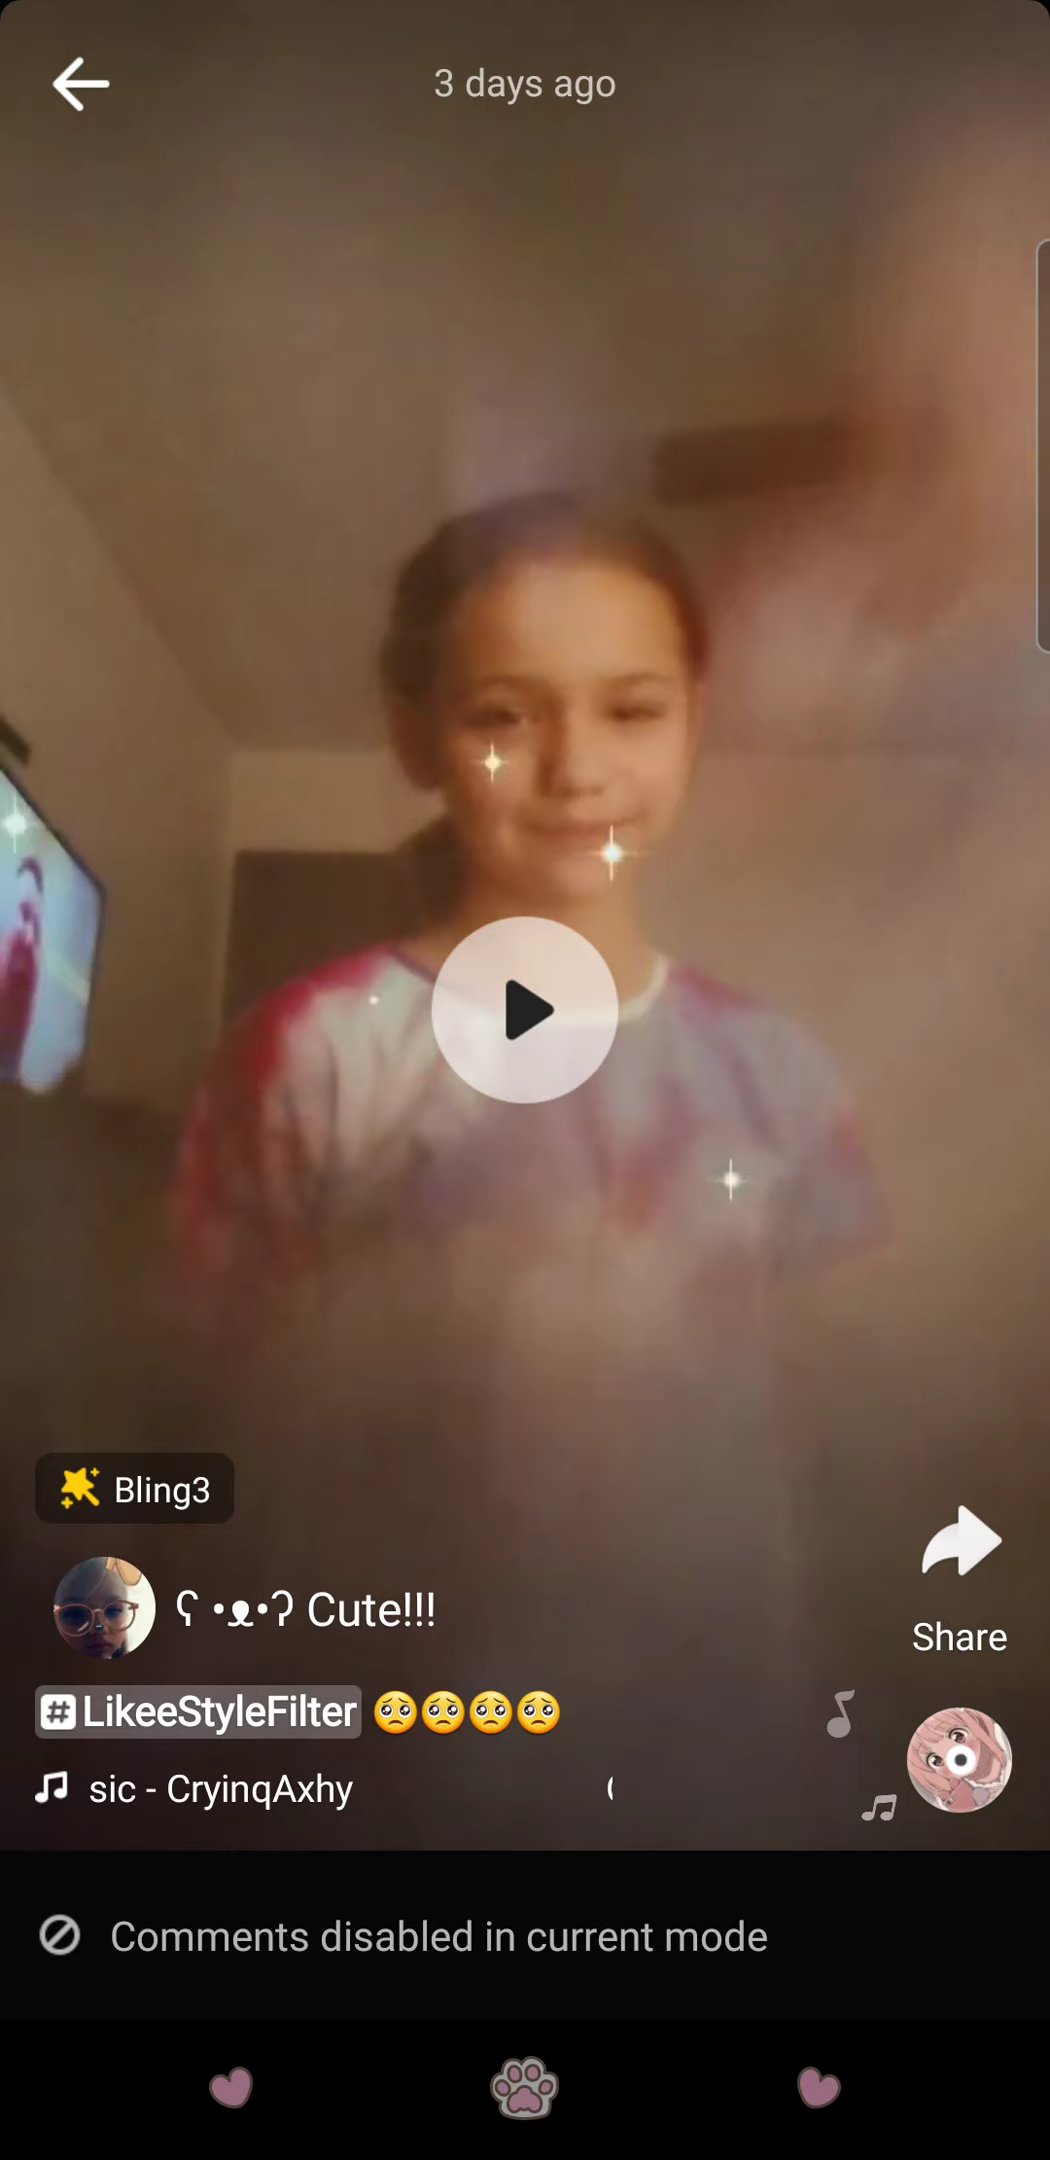 3 days ago
Bling3
ʕ •ᴥ•ʔ Cute!!!
# LikeeStyleFilter 🥺🥺🥺🥺
sic - CryinqAxhy
Share
Comments disabled in current mode